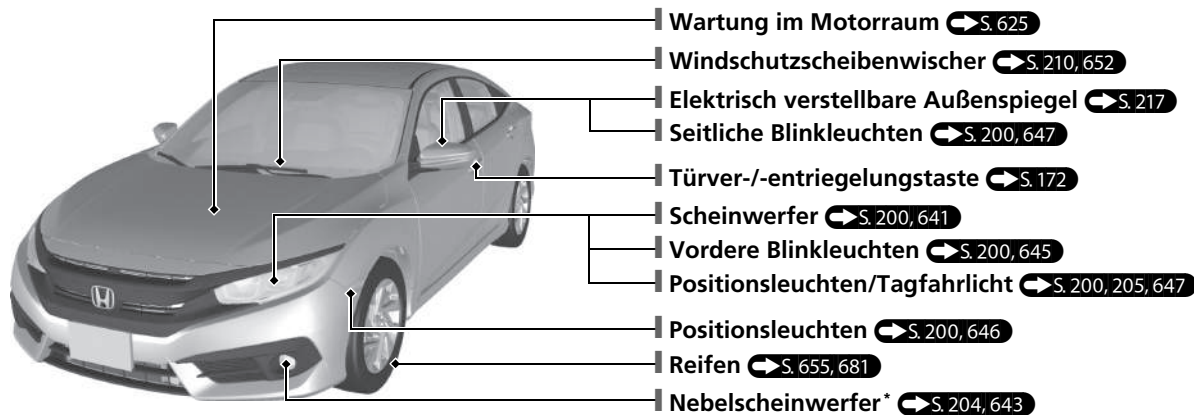 Wartung im Motorraum S. 625
Windschutzscheibenwischer S. 210, 652
Elektrisch verstellbare Außenspiegel S. 217
Seitliche Blinkleuchten S. 200, 647
Türver-/-entriegelungstaste S. 172
Scheinwerfer S. 200, 641
Vordere Blinkleuchten S. 200, 645
Positionsleuchten/Tagfahrlicht S. 200, 205, 647
Positionsleuchten S. 200, 646
Reifen S. 655, 681
Nebelscheinwerfer* S. 204, 643